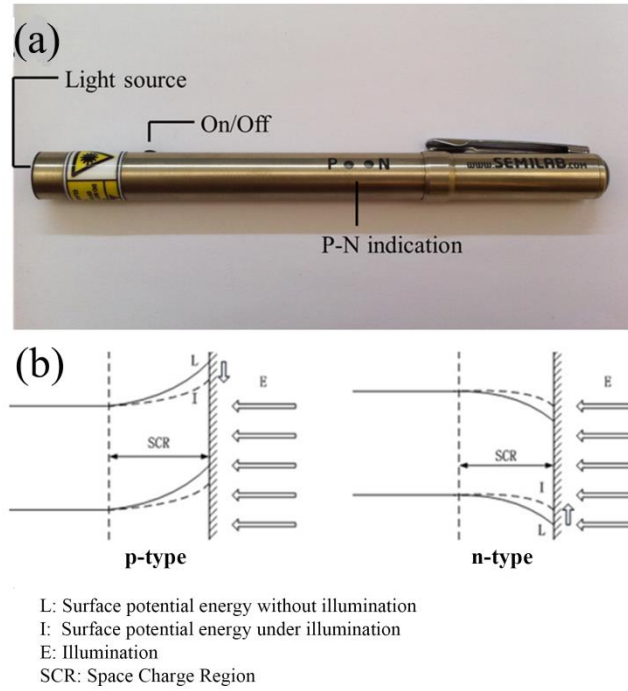 (a)
Light source
On/Off
P N
www.SEMILAB.com
P-N indication
(b)
L
I
E
SCR
p-type
E
SCR
I
L
n-type
L: Surface potential energy without illumination
I: Surface potential energy under illumination
E: Illumination
SCR: Space Charge Region